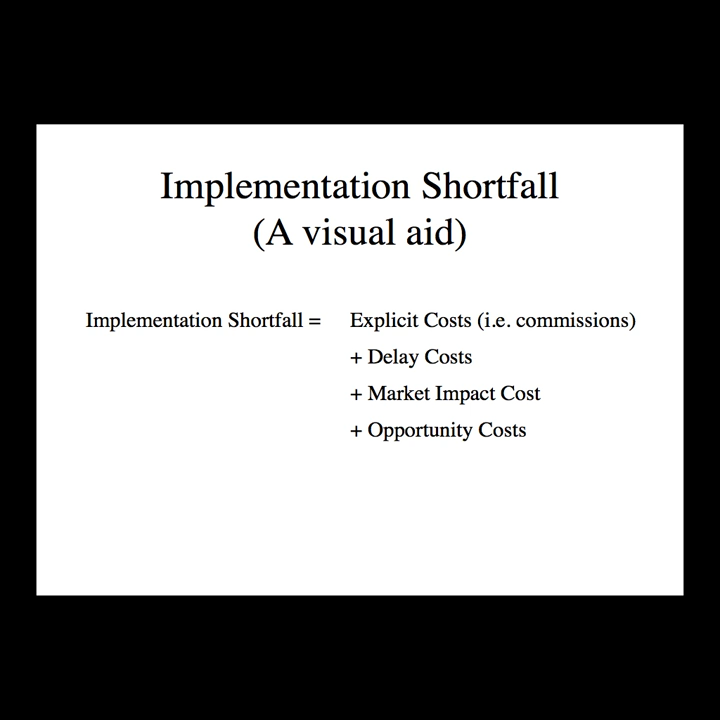 Implementation Shortfall
(A visual aid)
Implementation Shortfall = Explicit Costs (i.e. commissions)
+ Delay Costs
+ Market Impact Cost
+ Opportunity Costs